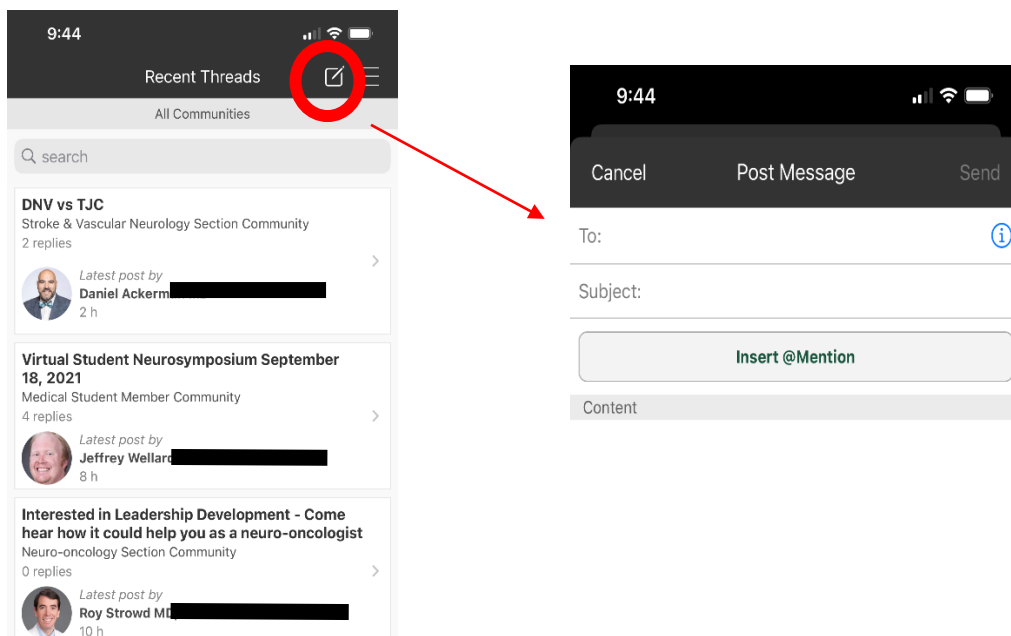 9:44
Recent Threads
All Communities
search
DNV vs TJC
Stroke & Vascular Neurology Section Community
2 replies
Latest post by
Daniel
2 h
Virtual Student Neurosymposium September
18, 2021
Medical Student Member Community
4 replies
Latest post by
Jeffrey
8 h
Interested in Leadership Development - Come
hear how it could help you as a neuro-oncologist
Neuro-oncology Section Community
0 replies
Latest post by
Roy Strowd
10 h
9:44
Cancel Post Message Send
To:
Subject:
Insert @Mention
Content